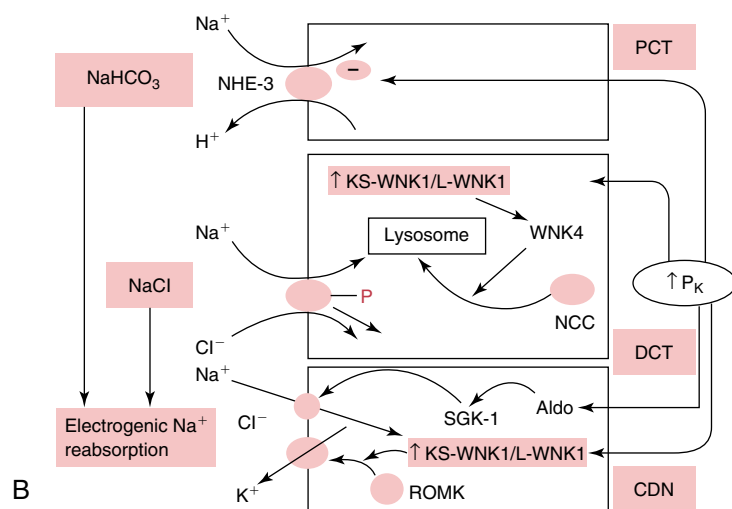 Na⁺
PCT
NaHCO₃
NHE-3
−
H⁺
↑ KS-WNK1/L-WNK1
Na⁺
Lysosome
WNK4
NaCl
P
↑ P_K
NCC
Cl⁻
DCT
Na⁺
Cl⁻
SGK-1
Aldo
Electrogenic Na⁺
reabsorption
↑ KS-WNK1/L-WNK1
K⁺
ROMK
CDN
B